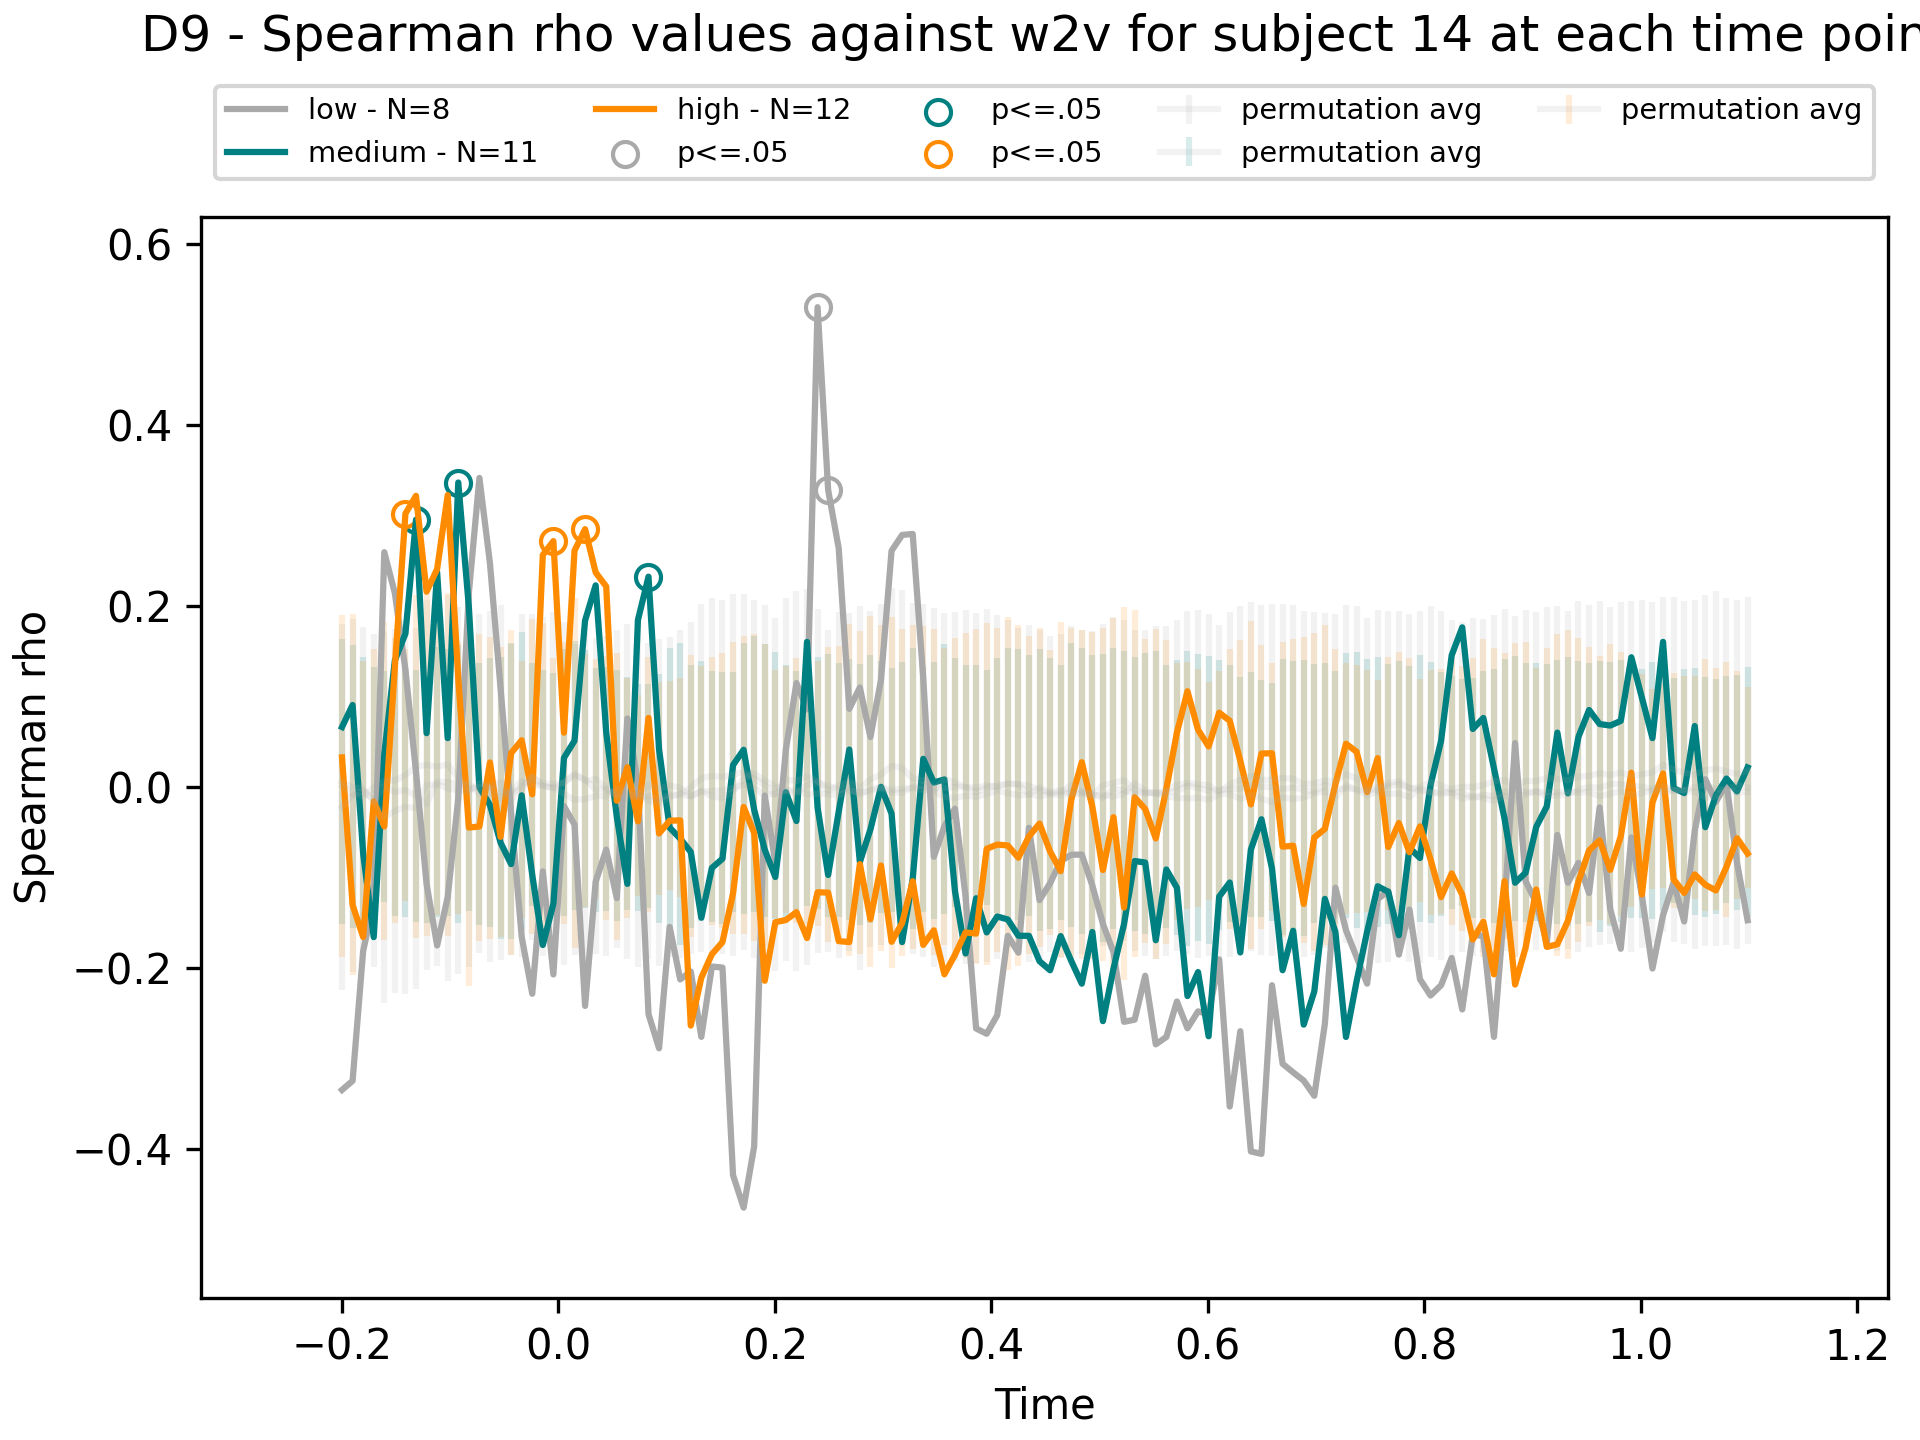 D9 - Spearman rho values against w2v for subject 14 at each time poin
low - N=8
medium - N=11
high - N=12
p<=.05
p<=.05
p<=.05
permutation avg
permutation avg
permutation avg
Spearman rho
0.6
0.4
0.2
0.0
−0.2
−0.4
−0.2 0.0 0.2 0.4 0.6 0.8 1.0 1.2
Time